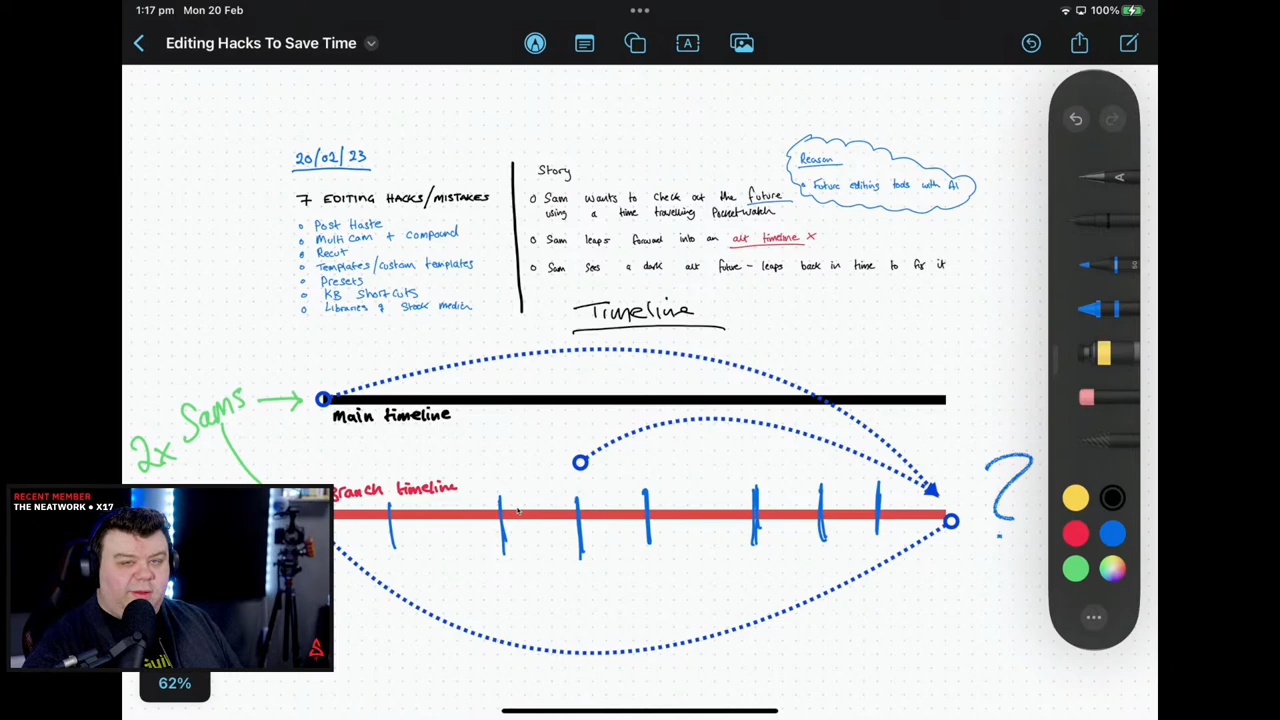 1:17 pm Mon 20 Feb
100%
Editing Hacks To Save Time
20/02/23
7 EDITING HACKS/MISTAKES
Post Haste
Multicam + Compound
Recut
Templates/custom templates
Presets
KB Shortcuts
Libraries & Stock media
Story
Sam wants to check out the future
using a time travelling Pocketwatch
Sam leaps forward into an alt timeline X
Sam sees a dark alt future - leaps back in time to fix it
Reason
Future editing tools with AI
Timeline
2x Sams
Main timeline
Branch timeline
?
RECENT MEMBER
THE NEATWORK • X17
62%
A
50